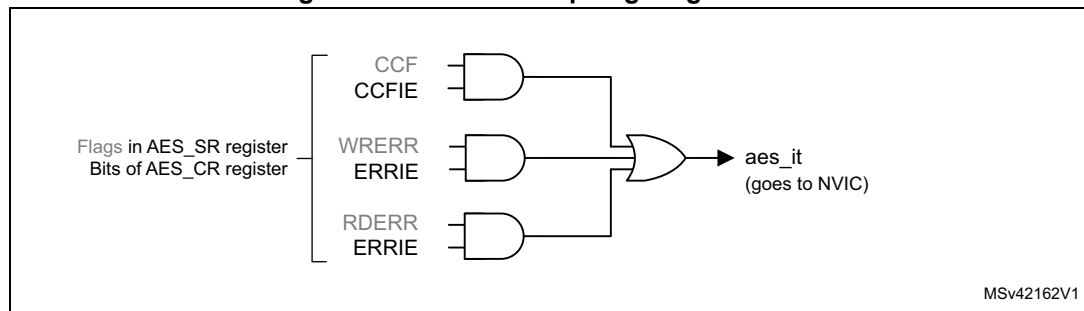 CCF
CCFIE
Flags in AES_SR register
Bits of AES_CR register
WRERR
ERRIE
aes_it
(goes to NVIC)
RDERR
ERRIE
MSv42162V1